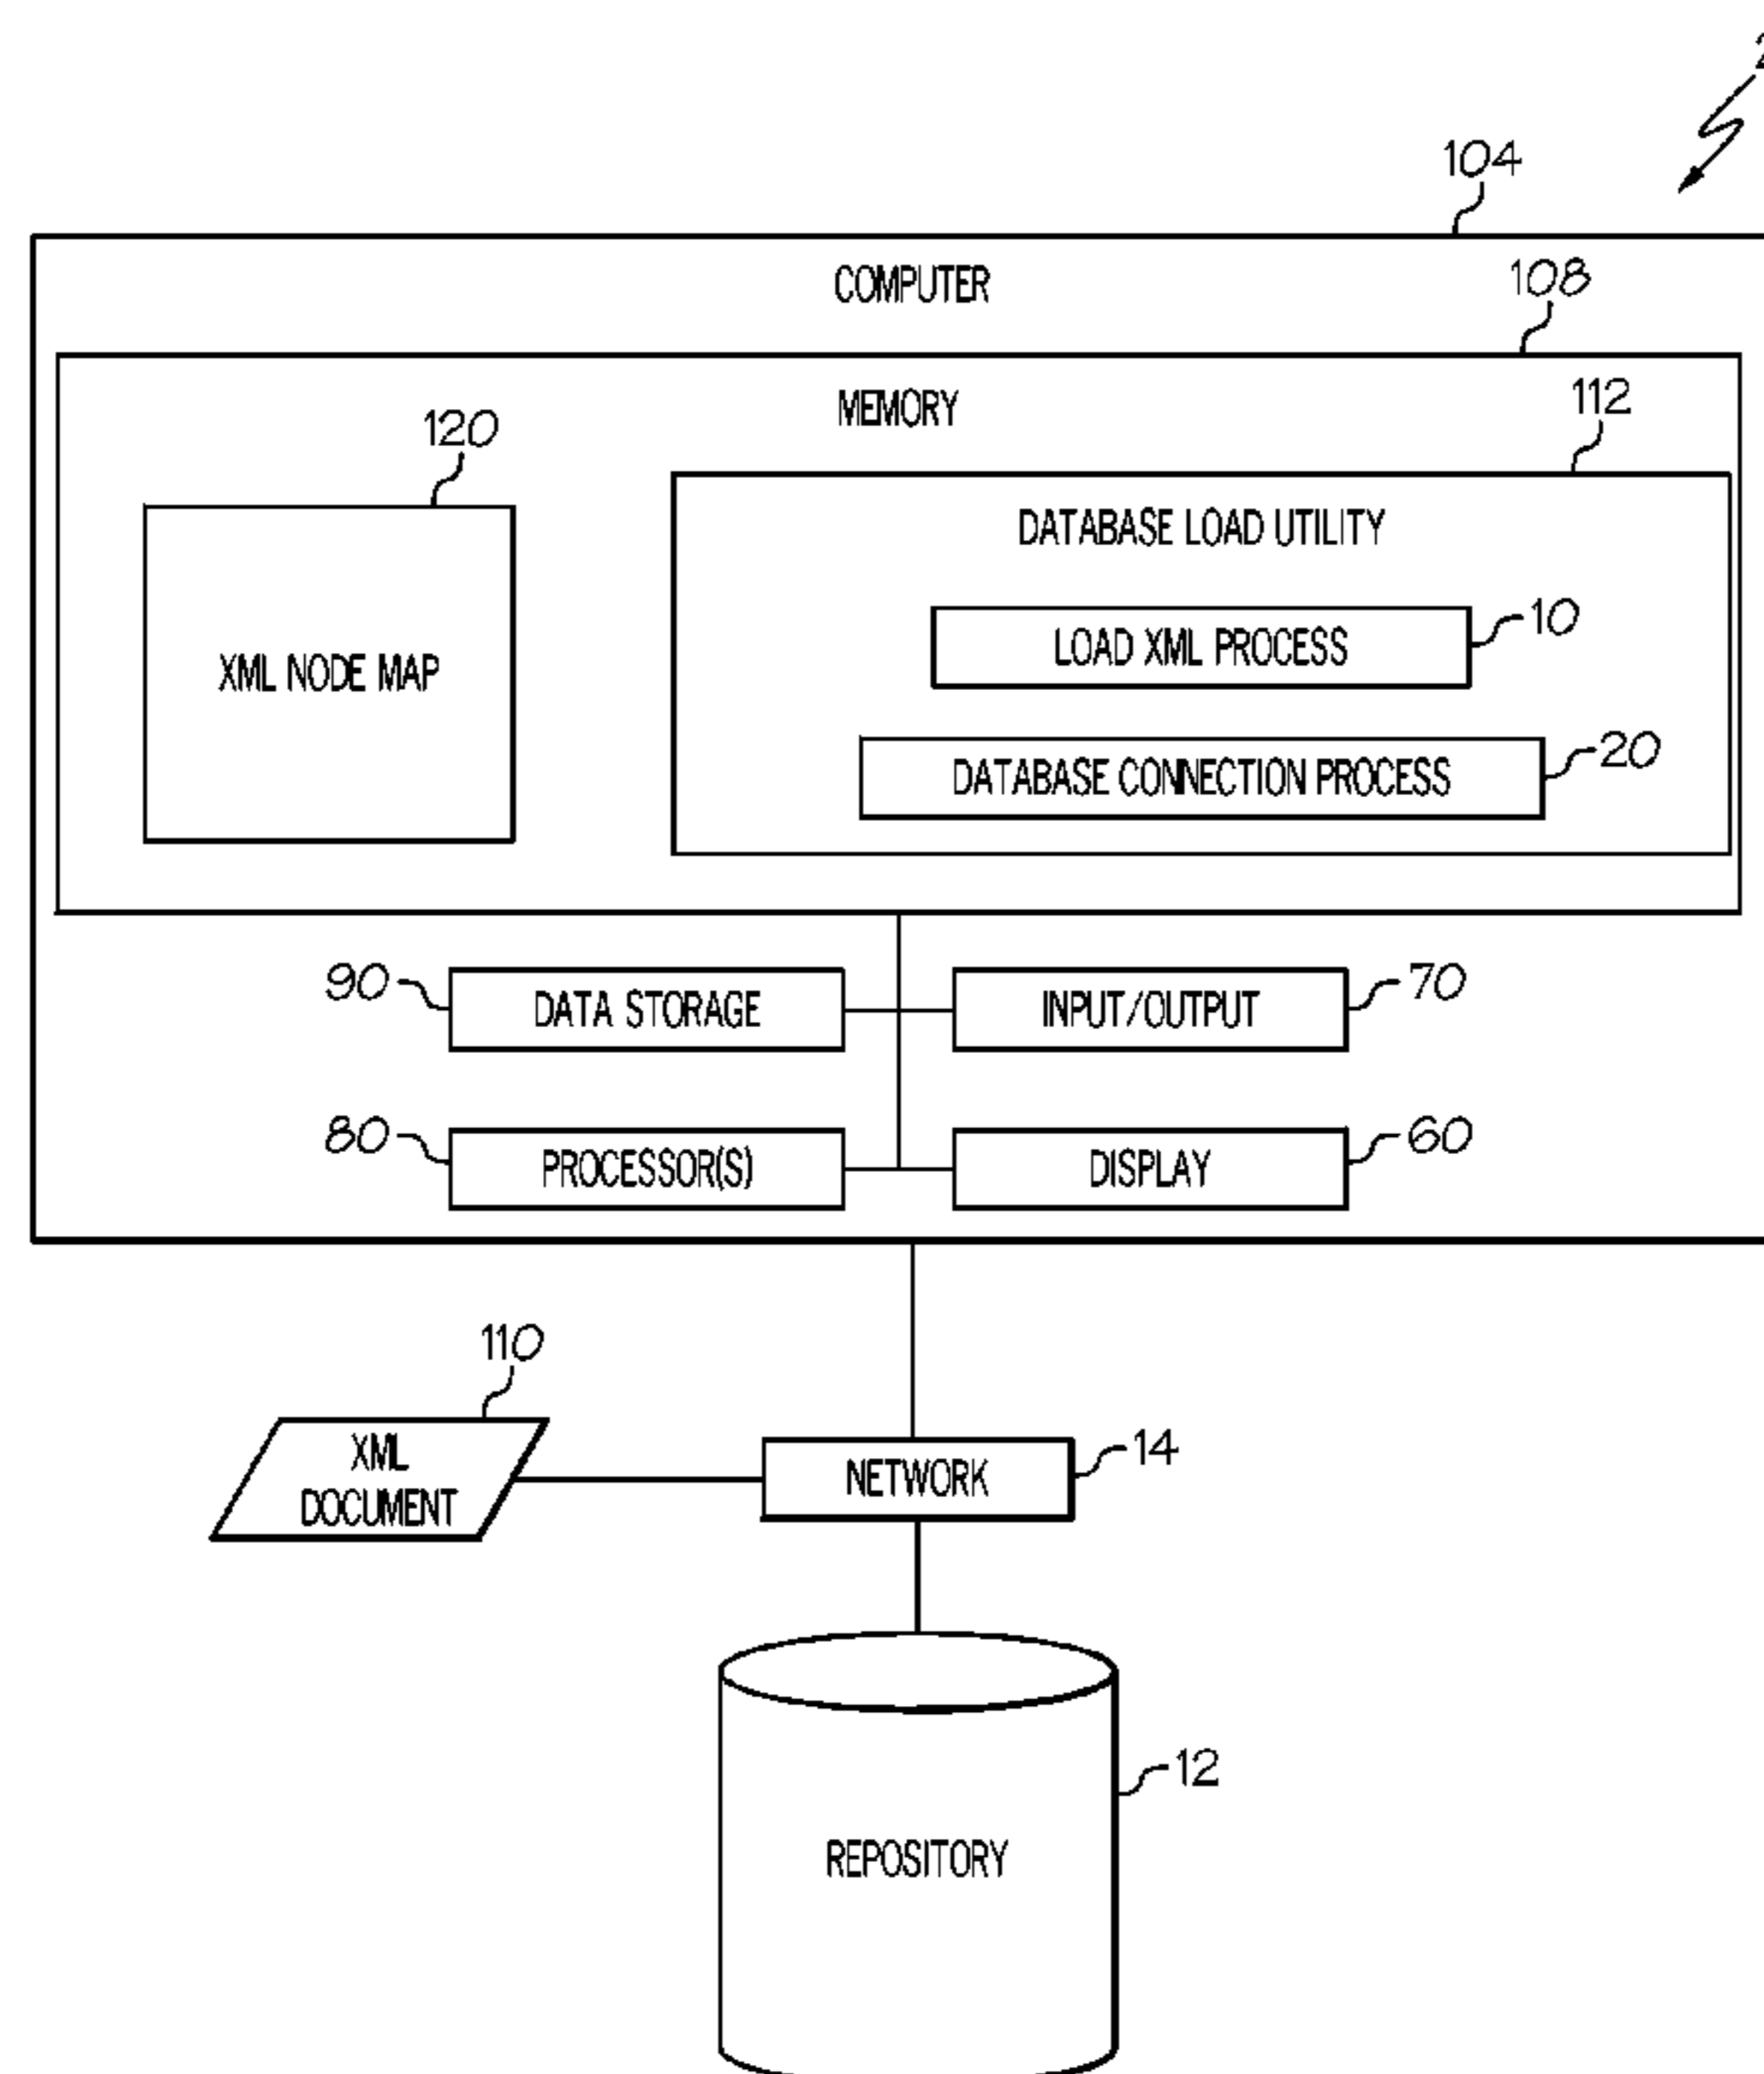 104
COMPUTER
108
MEMORY
112
120
DATABASE LOAD UTILITY
LOAD XML PROCESS
10
XML NODE MAP
DATABASE CONNECTION PROCESS
20
90
DATA STORAGE
INPUT/OUTPUT
70
80
PROCESSOR(S)
DISPLAY
60
110
XML
DOCUMENT
NETWORK
14
12
REPOSITORY